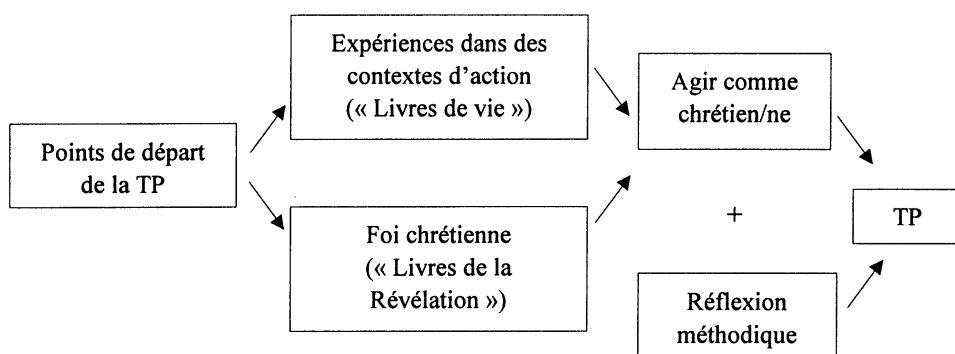 Points de départ
de la TP
Expériences dans des
contextes d'action
(« Livres de vie »)
Foi chrétienne
(« Livres de la
Révélation »)
Agir comme
chrétien/ne
+
Réflexion
méthodique
TP